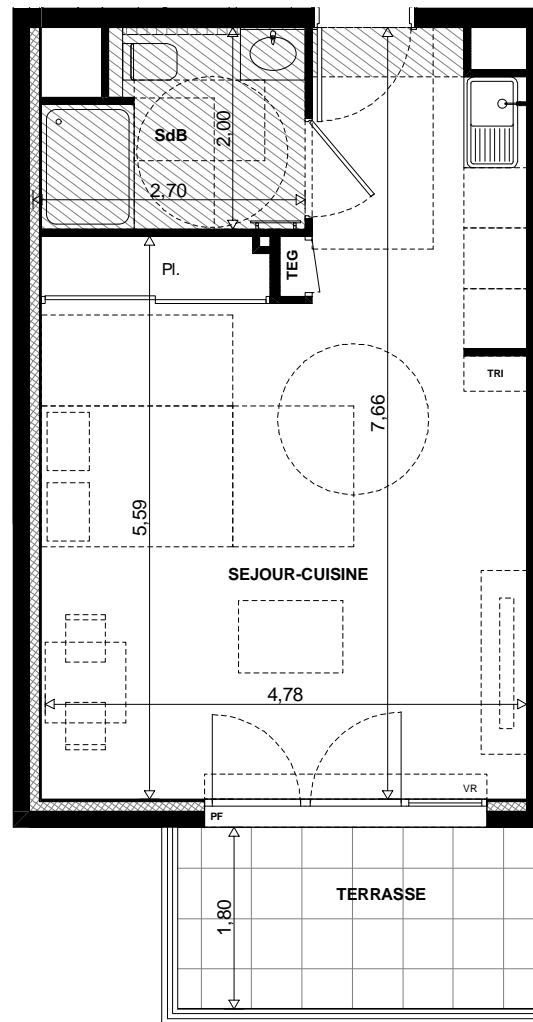 SdB
2,00
2,70
Pl.
TEG
TRI
7,66
5,59
SEJOUR-CUISINE
4,78
VR
PF
TERRASSE
1,80